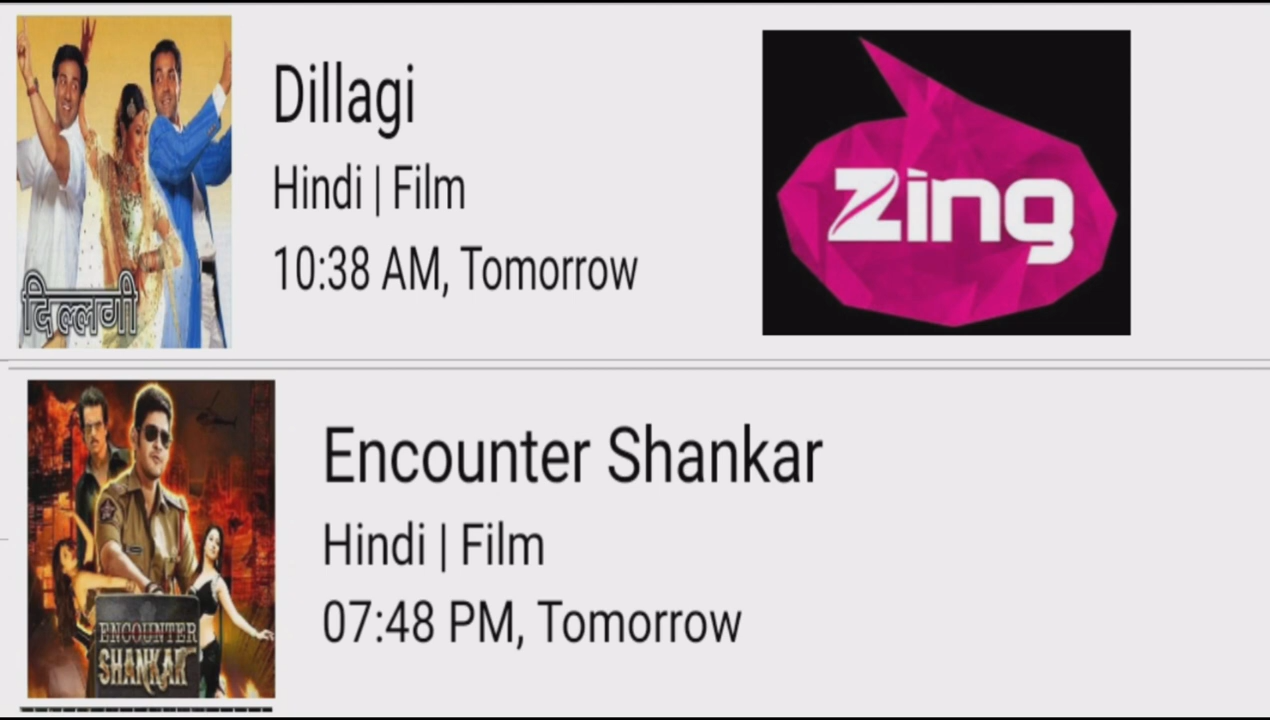 दिल्लगी
Dillagi
Hindi | Film
10:38 AM, Tomorrow
Zing
ENCOUNTER
SHANKAR
Encounter Shankar
Hindi | Film
07:48 PM, Tomorrow